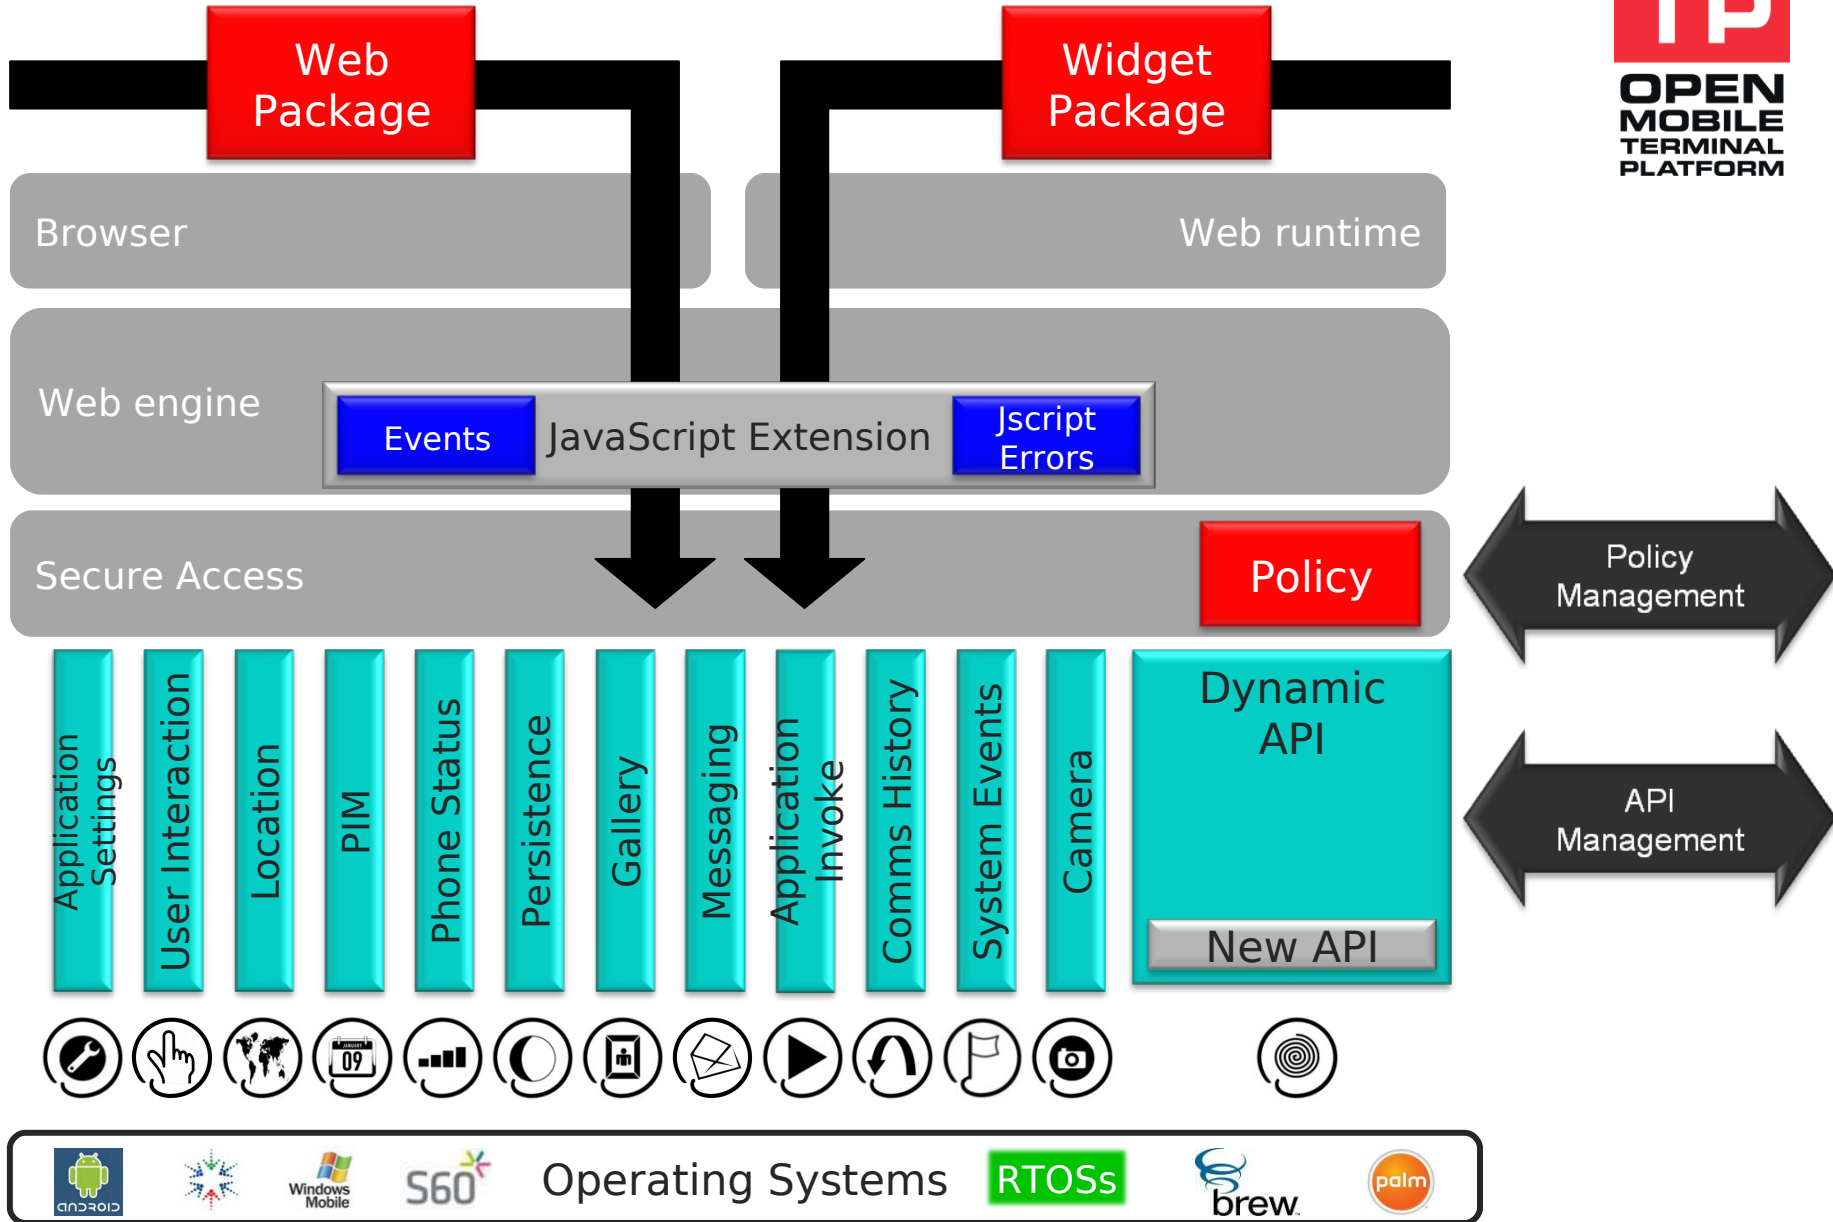 Web
Package
Widget
Package
TP
OPEN
MOBILE
TERMINAL
PLATFORM
Browser
Web runtime
Web engine
Events
JavaScript Extension
Jscript
Errors
Secure Access
Policy
Policy
Management
Application
Settings
User Interaction
Location
PIM
Phone Status
Persistence
Gallery
Messaging
Application
Invoke
Comms History
System Events
Camera
Dynamic
API
New API
API
Management
JANUARY
09
ANDROID
Windows
Mobile
S60
Operating Systems
RTOSs
brew
palm